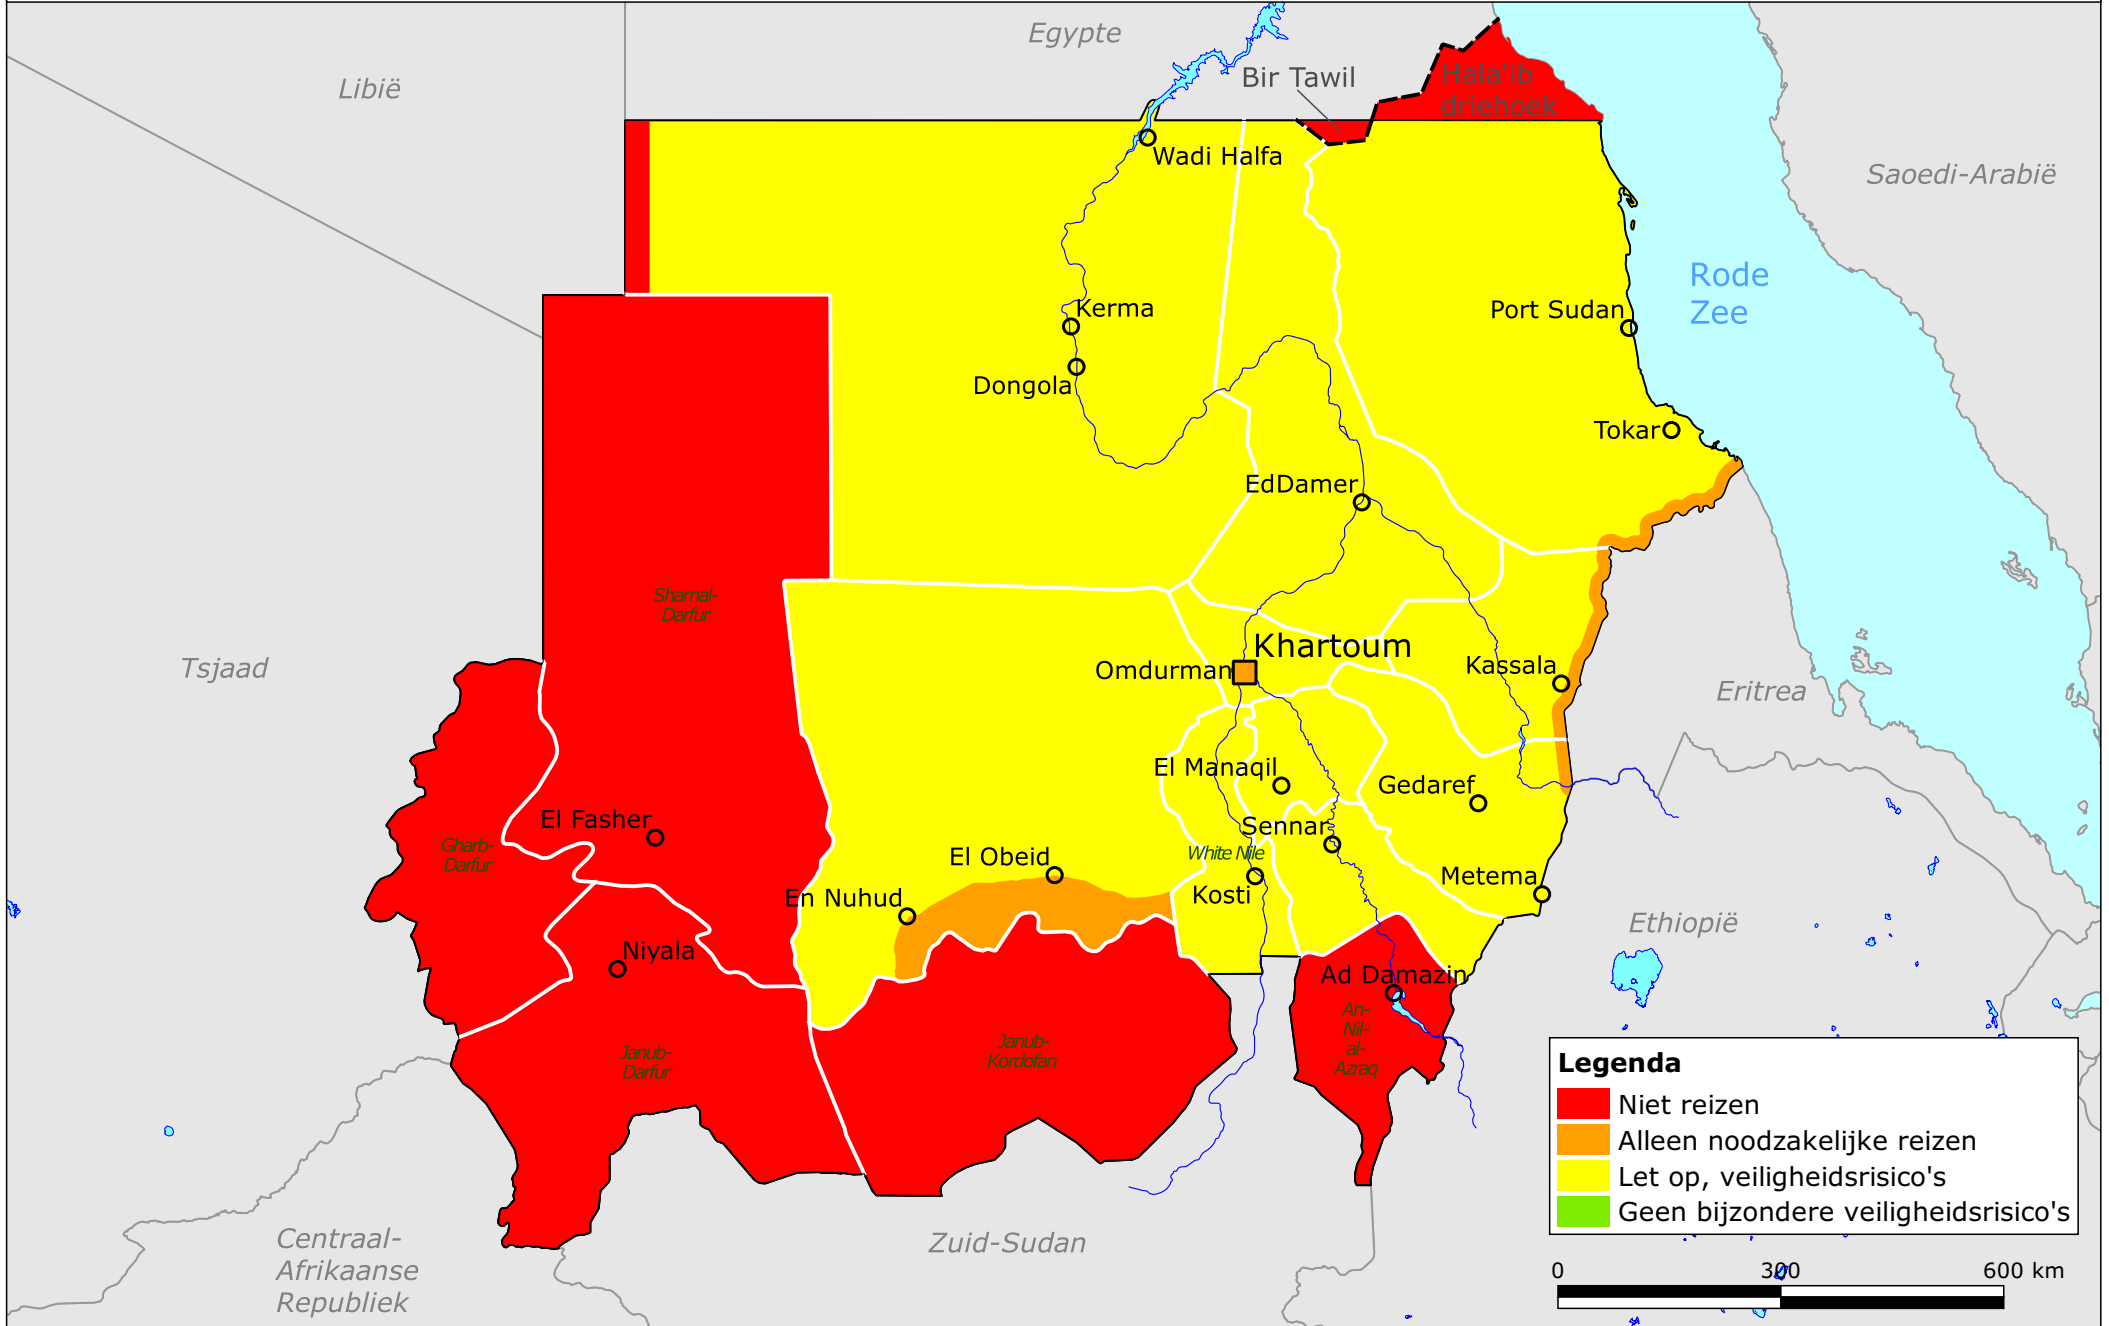 Egypte
Libië
Bir Tawil
Hala'ib
driehoek
Wadi Halfa
Saoedi-Arabië
Rode
Zee
Kerma
Port Sudan
Dongola
Tokar
EdDamer
Shamal-
Darfur
Khartoum
Omdurman
Kassala
Tsjaad
Eritrea
El Manaqil
Gedaref
El Fasher
Sennar
Gharb-
Darfur
El Obeid
White Nile
Metema
En Nuhud
Kosti
Ethiopië
Niyala
Ad Damazin
An-
Nil-
al-
Azraq
Janub-
Kordofan
Janub-
Darfur
Legenda
Niet reizen
Alleen noodzakelijke reizen
Let op, veiligheidsrisico's
Geen bijzondere veiligheidsrisico's
Centraal-
Afrikaanse
Republiek
Zuid-Sudan
0 300 600 km